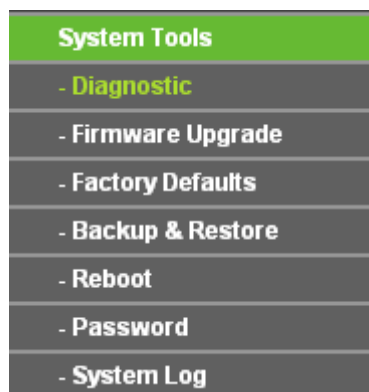 System Tools
- Diagnostic
- Firmware Upgrade
- Factory Defaults
- Backup & Restore
- Reboot
- Password
- System Log